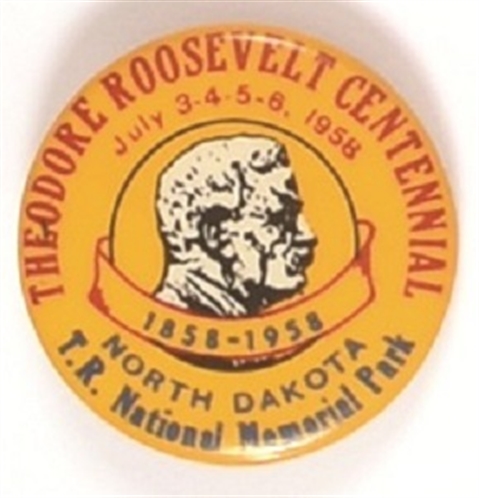 THEODORE ROOSEVELT CENTENNIAL
July 3-4-5-6, 1958
1858-1958
NORTH DAKOTA
T.R. National Memorial Park